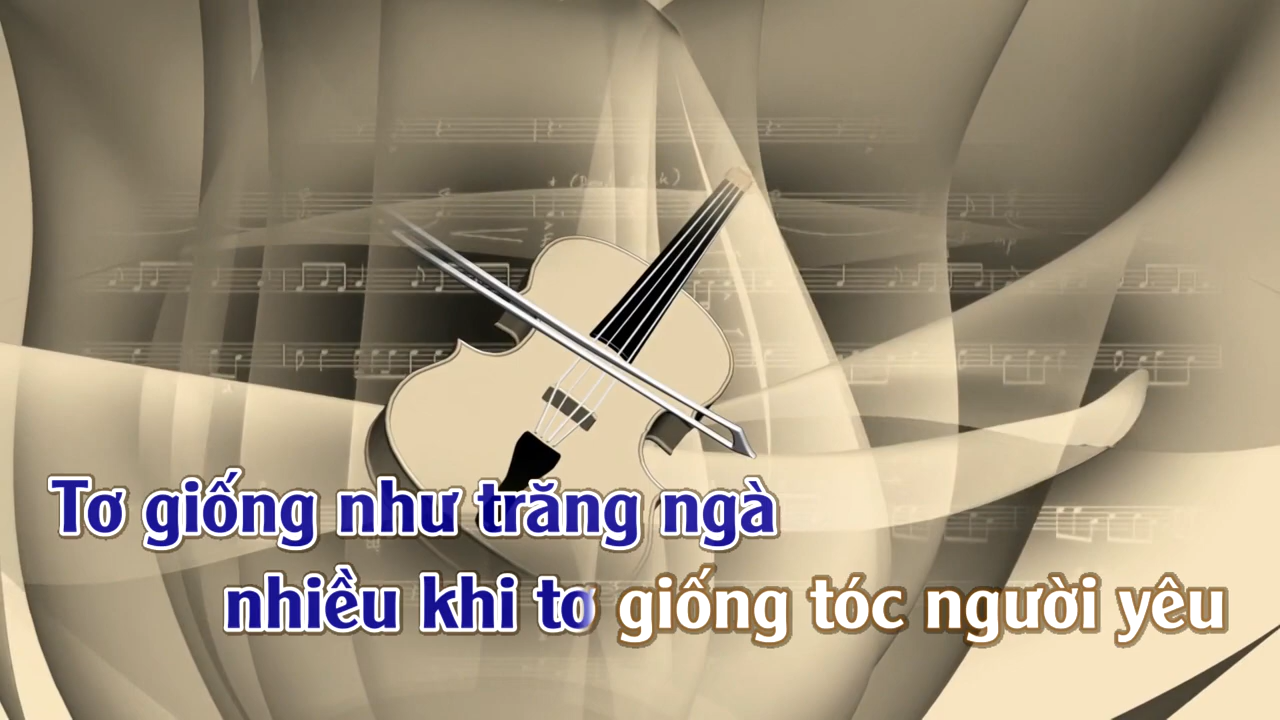 Tơ giống như trăng ngà
nhiều khi tơ giống tóc người yêu